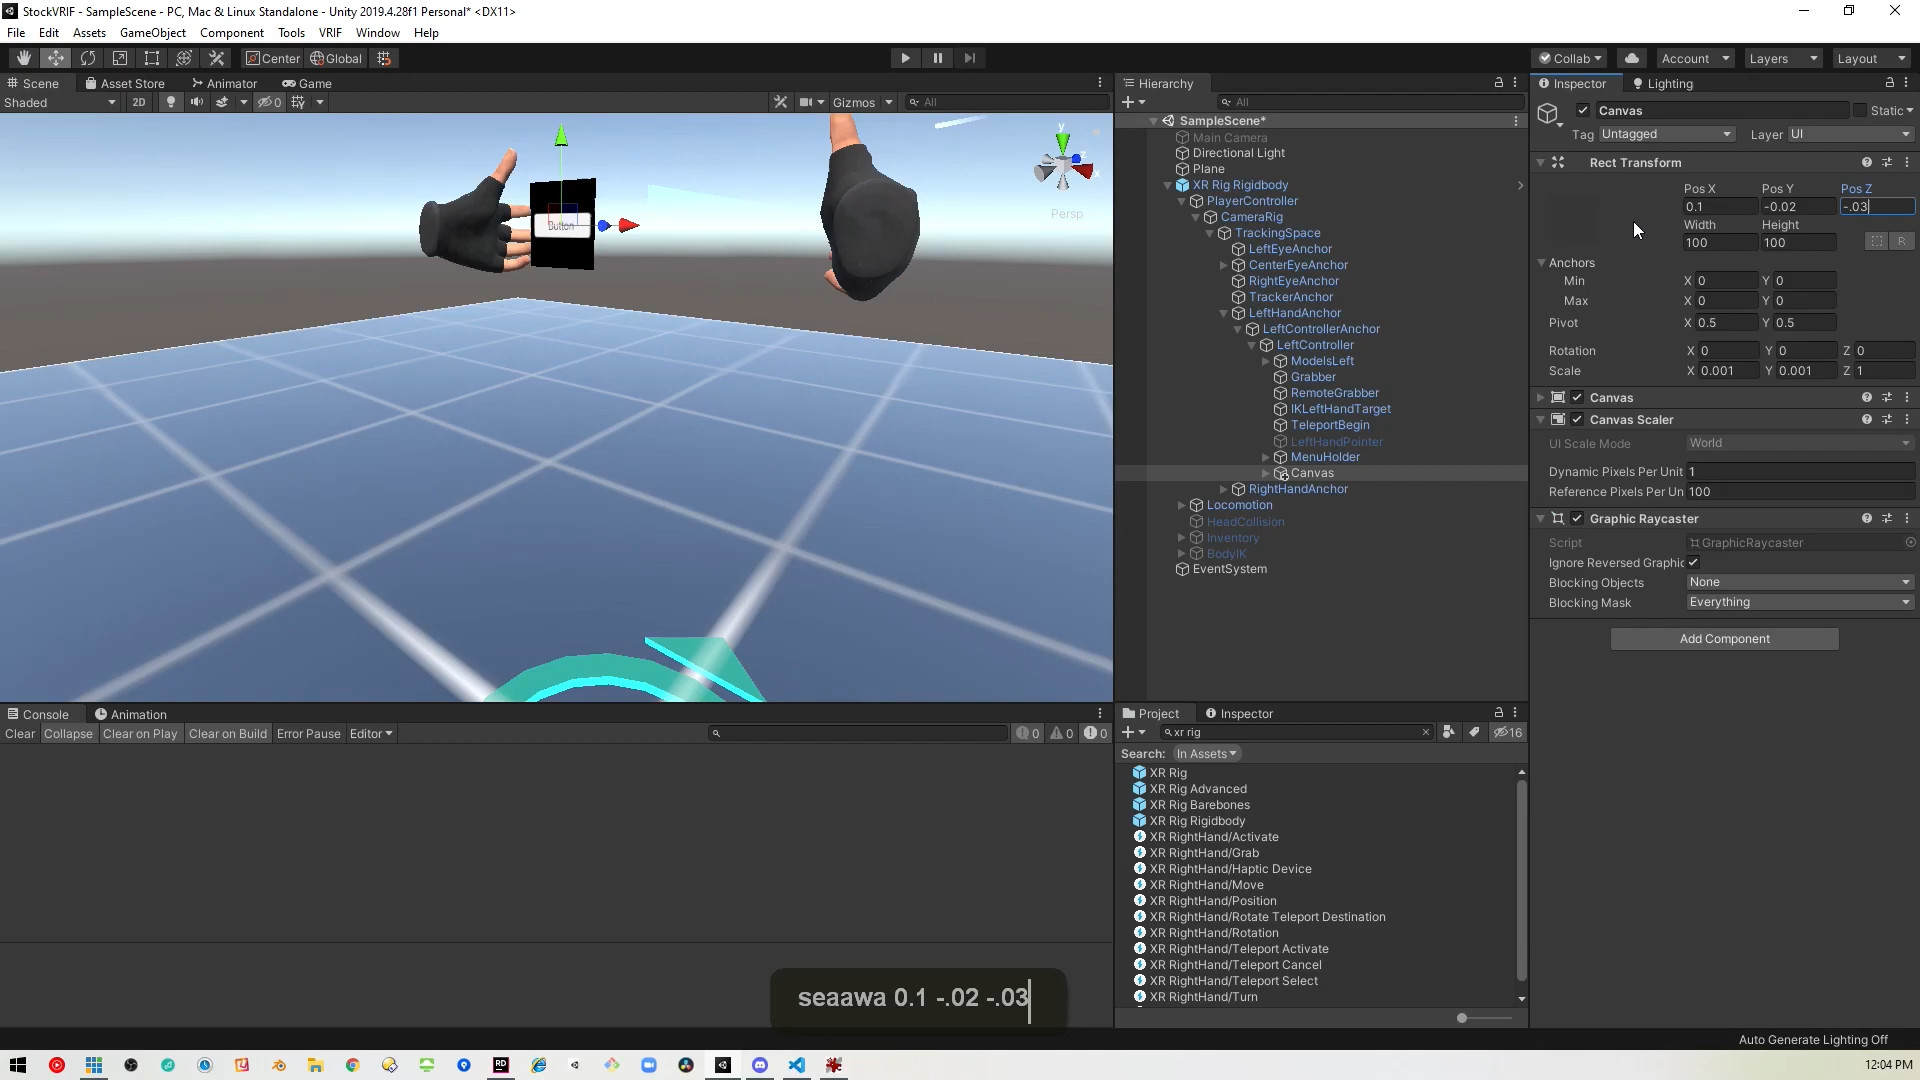 StockVRIF - SampleScene - PC, Mac & Linux Standalone - Unity 2019.4.28f1 Personal* <DX11>
File Edit Assets GameObject Component Tools VRIF Window Help
Center Global Collab Account Layers Layout
Scene Asset Store Animator Game
Shaded 2D 0 Gizmos All
y
x
z
Persp
Button
Hierarchy
All
SampleScene*
Main Camera
Directional Light
Plane
XR Rig Rigidbody
PlayerController
CameraRig
TrackingSpace
LeftEyeAnchor
CenterEyeAnchor
RightEyeAnchor
TrackerAnchor
LeftHandAnchor
LeftControllerAnchor
LeftController
ModelsLeft
Grabber
RemoteGrabber
IKLeftHandTarget
TeleportBegin
LeftHandPointer
MenuHolder
Canvas
RightHandAnchor
Locomotion
HeadCollision
Inventory
BodyIK
EventSystem
Inspector Lighting
Canvas Static
Tag Untagged Layer UI
Rect Transform
Pos X Pos Y Pos Z
0.1 -0.02 -.03
Width Height
100 100 R
Anchors
Min X 0 Y 0
Max X 0 Y 0
Pivot X 0.5 Y 0.5
Rotation X 0 Y 0 Z 0
Scale X 0.001 Y 0.001 Z 1
Canvas
Canvas Scaler
UI Scale Mode World
Dynamic Pixels Per Unit 1
Reference Pixels Per Un 100
Graphic Raycaster
Script GraphicRaycaster
Ignore Reversed Graphic
Blocking Objects None
Blocking Mask Everything
Add Component
Console Animation
Clear Collapse Clear on Play Clear on Build Error Pause Editor 0 0 0
Project Inspector
xr rig 16
Search: In Assets
XR Rig
XR Rig Advanced
XR Rig Barebones
XR Rig Rigidbody
XR RightHand/Activate
XR RightHand/Grab
XR RightHand/Haptic Device
XR RightHand/Move
XR RightHand/Position
XR RightHand/Rotate Teleport Destination
XR RightHand/Rotation
XR RightHand/Teleport Activate
XR RightHand/Teleport Cancel
XR RightHand/Teleport Select
XR RightHand/Turn
seaawa 0.1 -.02 -.03
Auto Generate Lighting Off
RD
12:04 PM